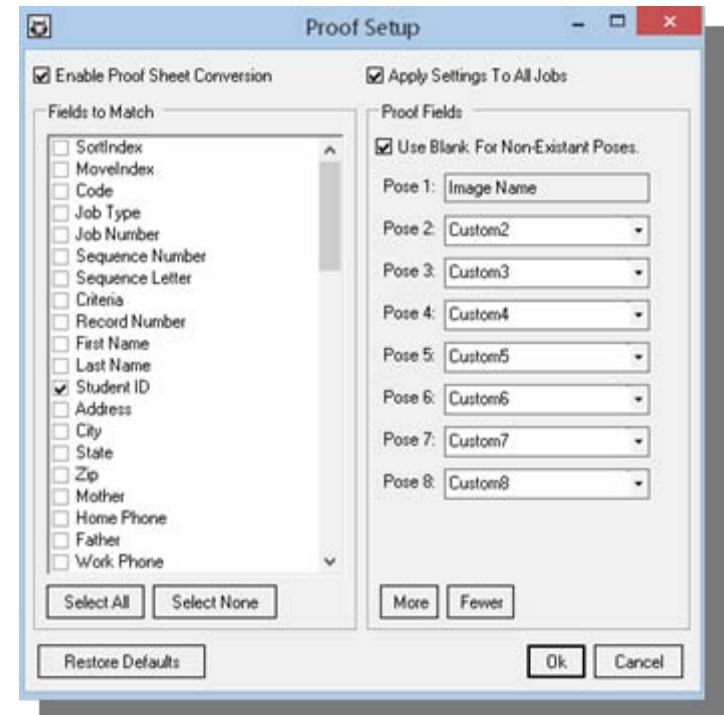 Proof Setup
Enable Proof Sheet Conversion
Apply Settings To All Jobs
Fields to Match
SortIndex
MoveIndex
Code
Job Type
Job Number
Sequence Number
Sequence Letter
Criteria
Record Number
First Name
Last Name
Student ID
Address
City
State
Zip
Mother
Home Phone
Father
Work Phone
Select All
Select None
Proof Fields
Use Blank For Non-Existant Poses.
Pose 1: Image Name
Pose 2: Custom2
Pose 3: Custom3
Pose 4: Custom4
Pose 5: Custom5
Pose 6: Custom6
Pose 7: Custom7
Pose 8: Custom8
More
Fewer
Restore Defaults
Ok
Cancel